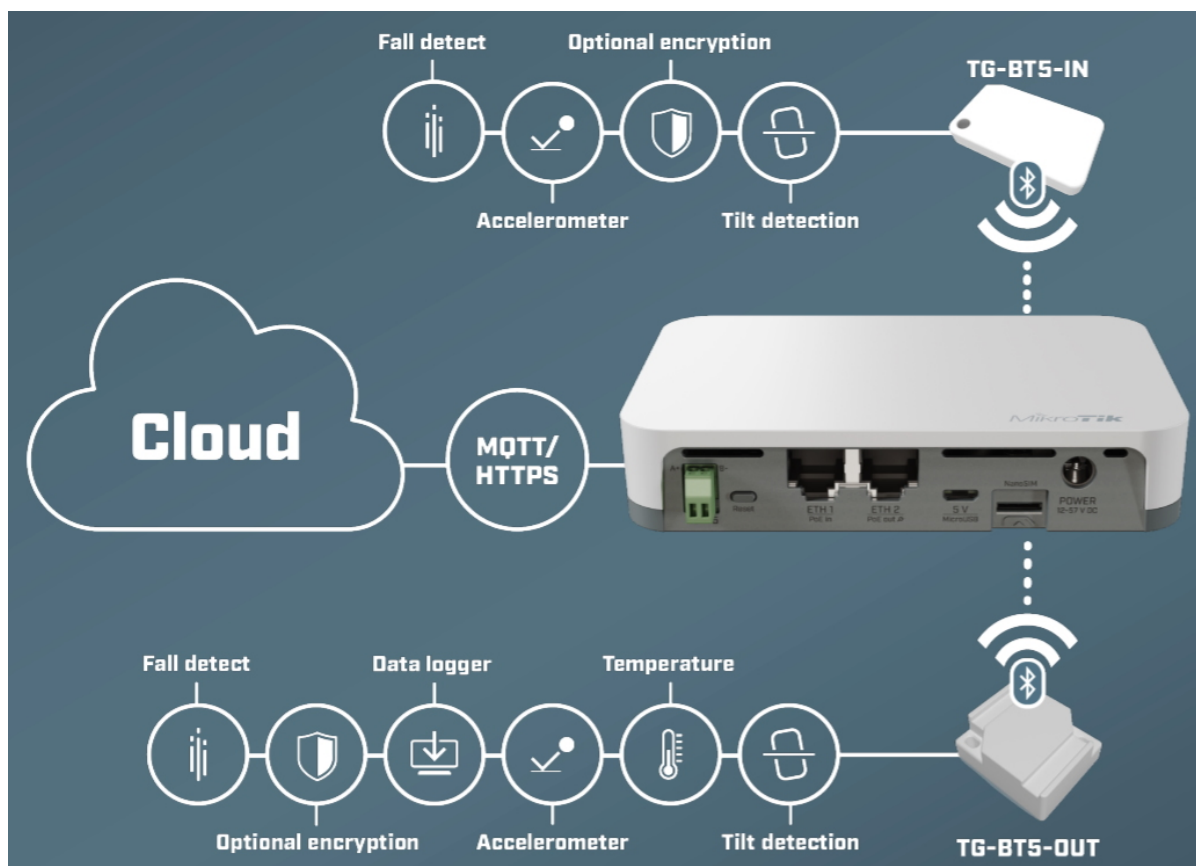 Fall detect
Optional encryption
TG-BT5-IN
Accelerometer
Tilt detection
Cloud
MQTT/
HTTPS
MikroTik
A+
B-
Reset
ETH 1
PoE in
ETH 2
PoE out
5 V
MicroUSB
NanoSIM
POWER
12-57 V DC
Fall detect
Data logger
Temperature
Optional encryption
Accelerometer
Tilt detection
TG-BT5-OUT